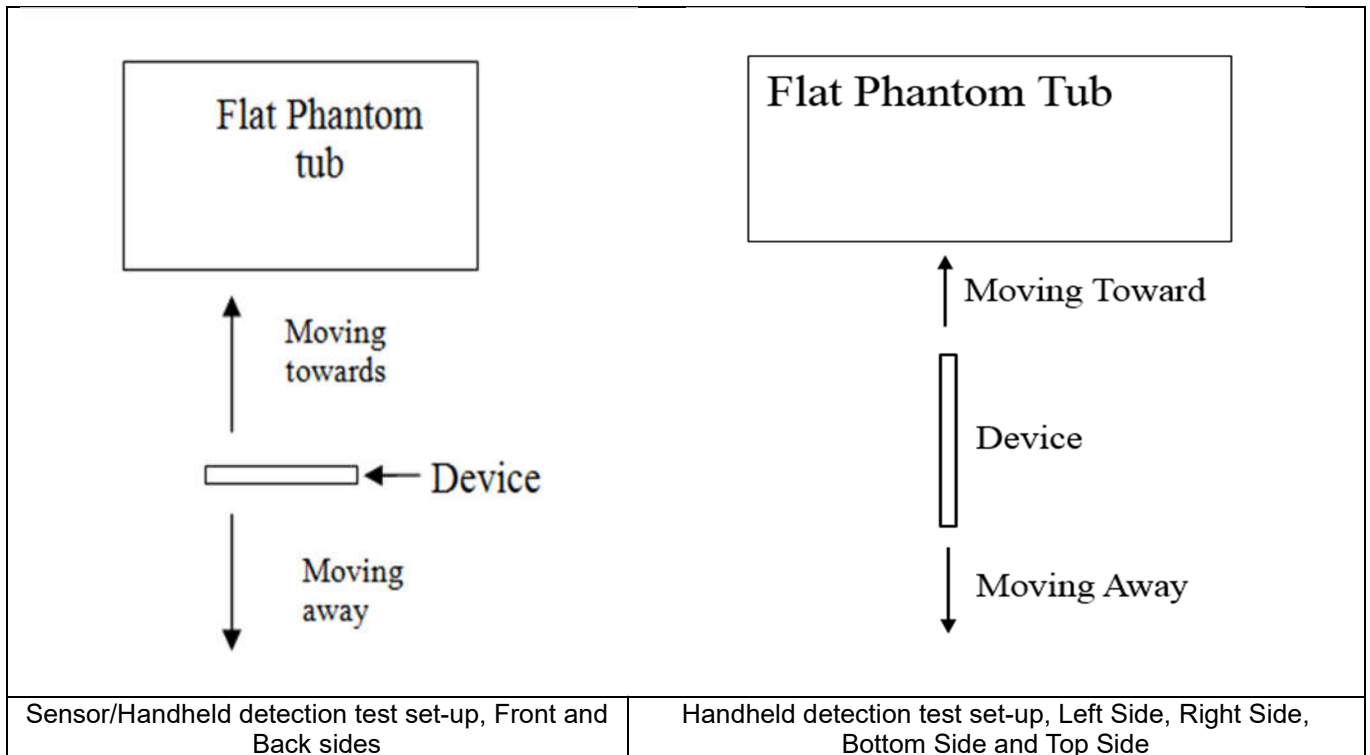 Flat Phantom
tub
Moving
towards
Device
Moving
away
Flat Phantom Tub
Moving Toward
Device
Moving Away
Sensor/Handheld detection test set-up, Front and
Back sides
Handheld detection test set-up, Left Side, Right Side,
Bottom Side and Top Side